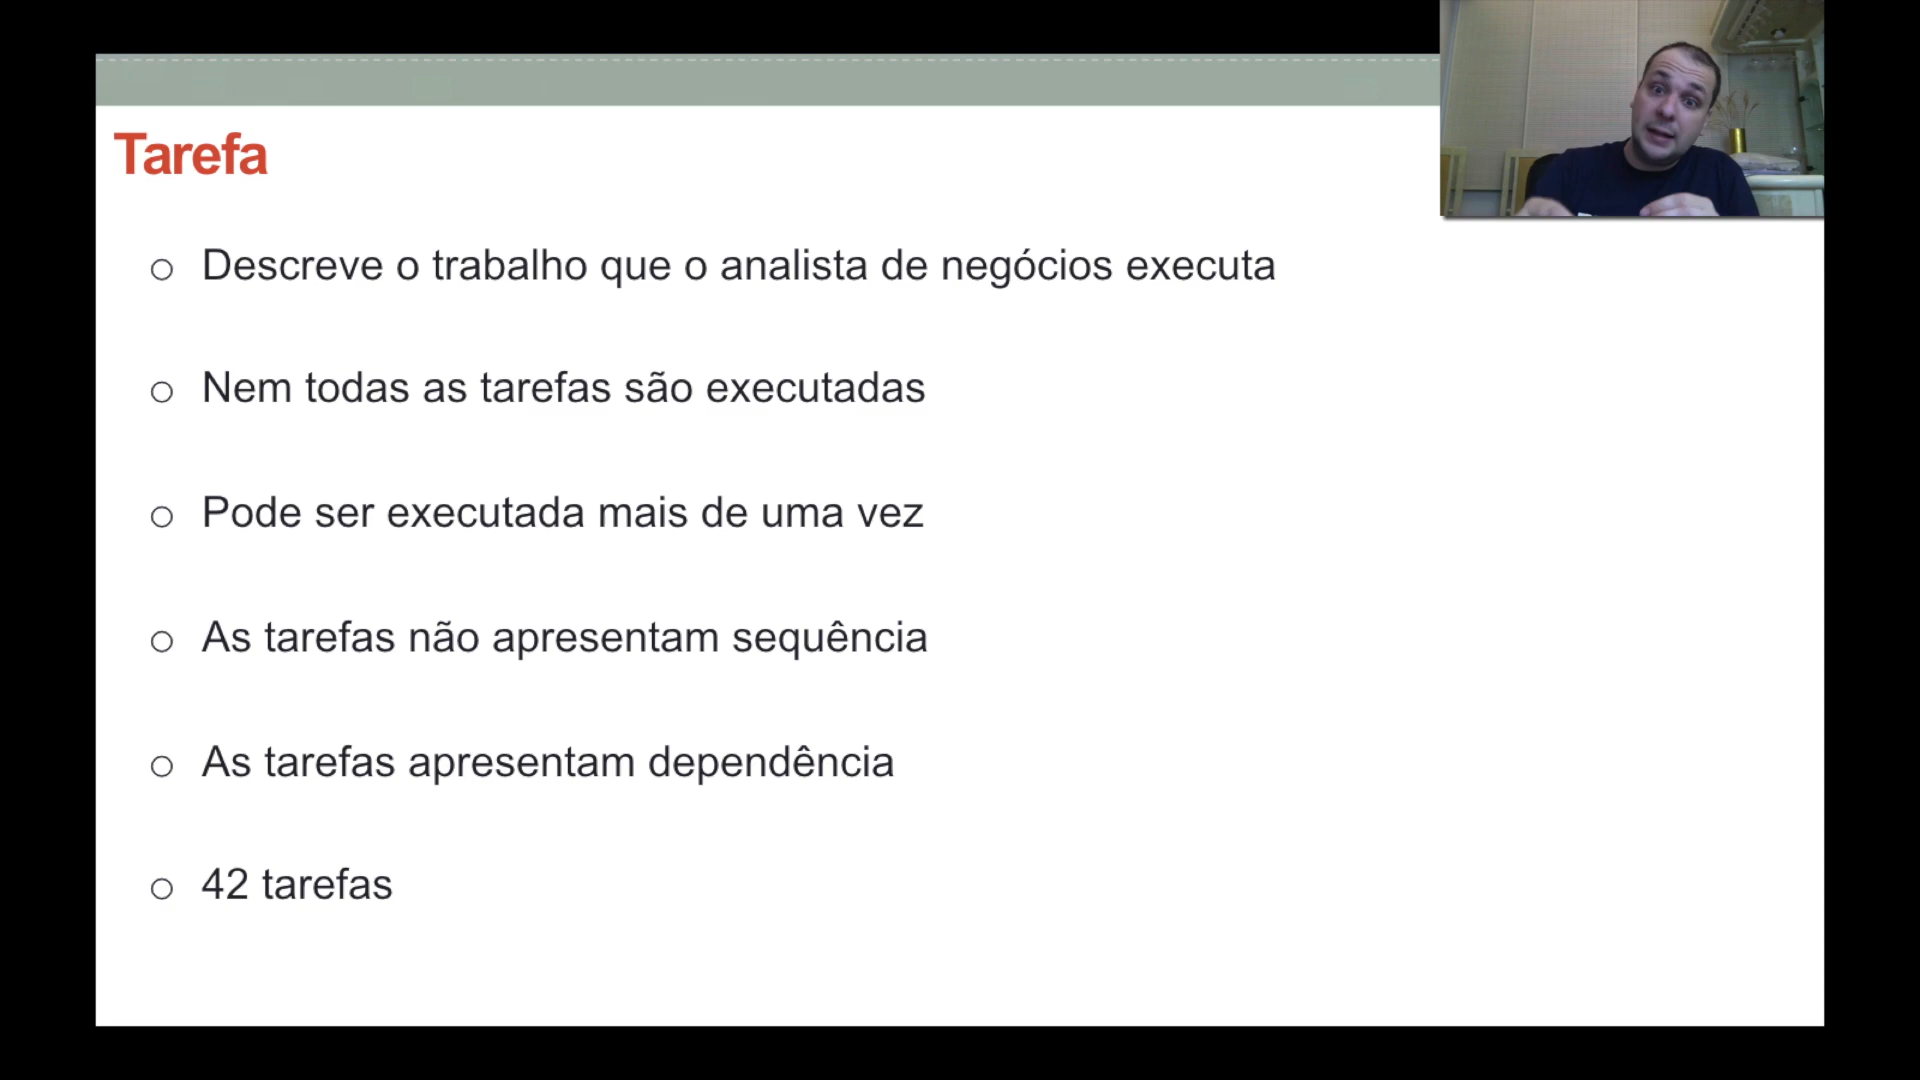 Tarefa
Descreve o trabalho que o analista de negócios executa
Nem todas as tarefas são executadas
Pode ser executada mais de uma vez
As tarefas não apresentam sequência
As tarefas apresentam dependência
42 tarefas